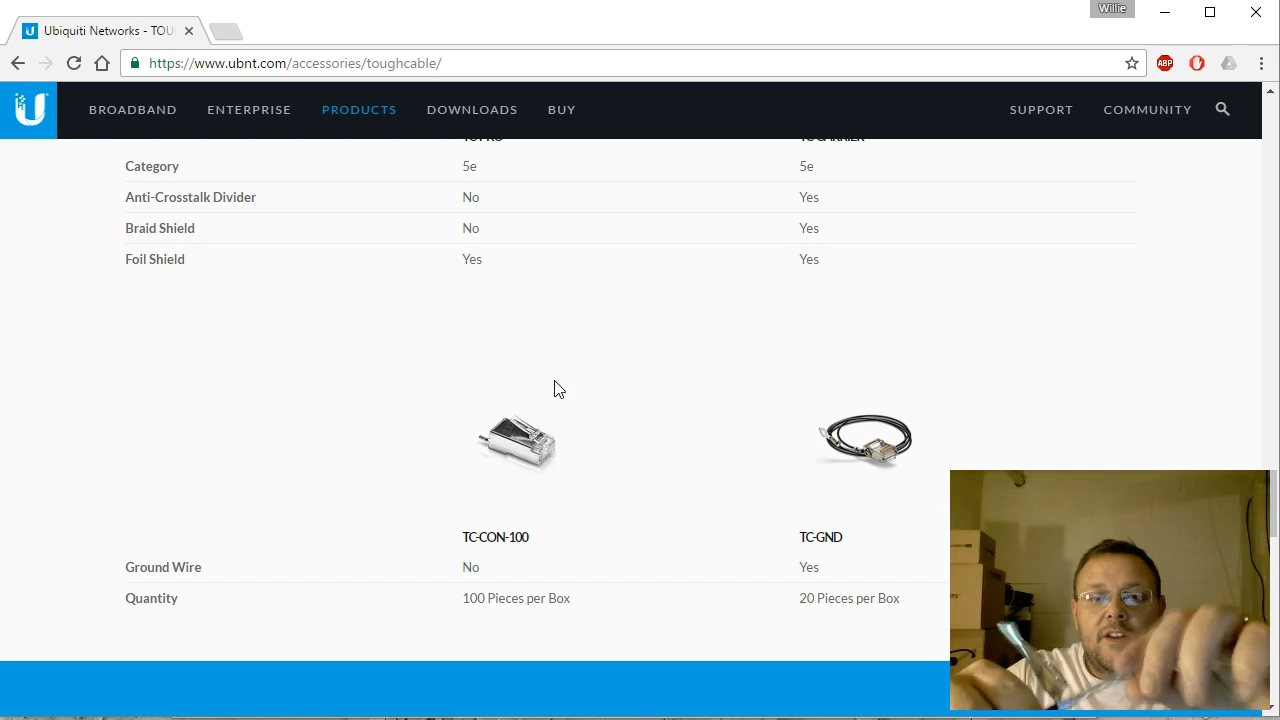 Willie
Ubiquiti Networks - TOU
https://www.ubnt.com/accessories/toughcable/
ABP
BROADBAND ENTERPRISE PRODUCTS DOWNLOADS BUY SUPPORT COMMUNITY
Category 5e 5e
Anti-Crosstalk Divider No Yes
Braid Shield No Yes
Foil Shield Yes Yes
TC-CON-100 TC-GND
Ground Wire No Yes
Quantity 100 Pieces per Box 20 Pieces per Box